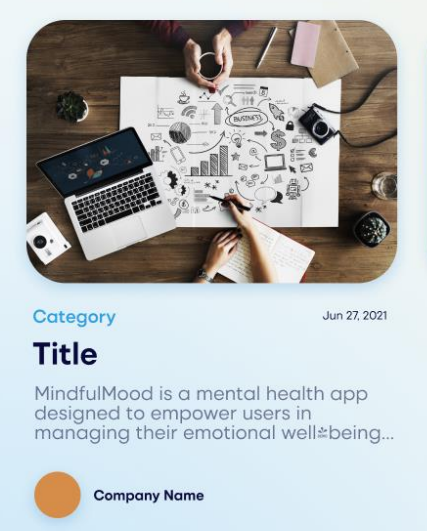 BUSINESS
Category
Jun 27, 2021
Title
MindfulMood is a mental health app
designed to empower users in
managing their emotional well-being...
Company Name